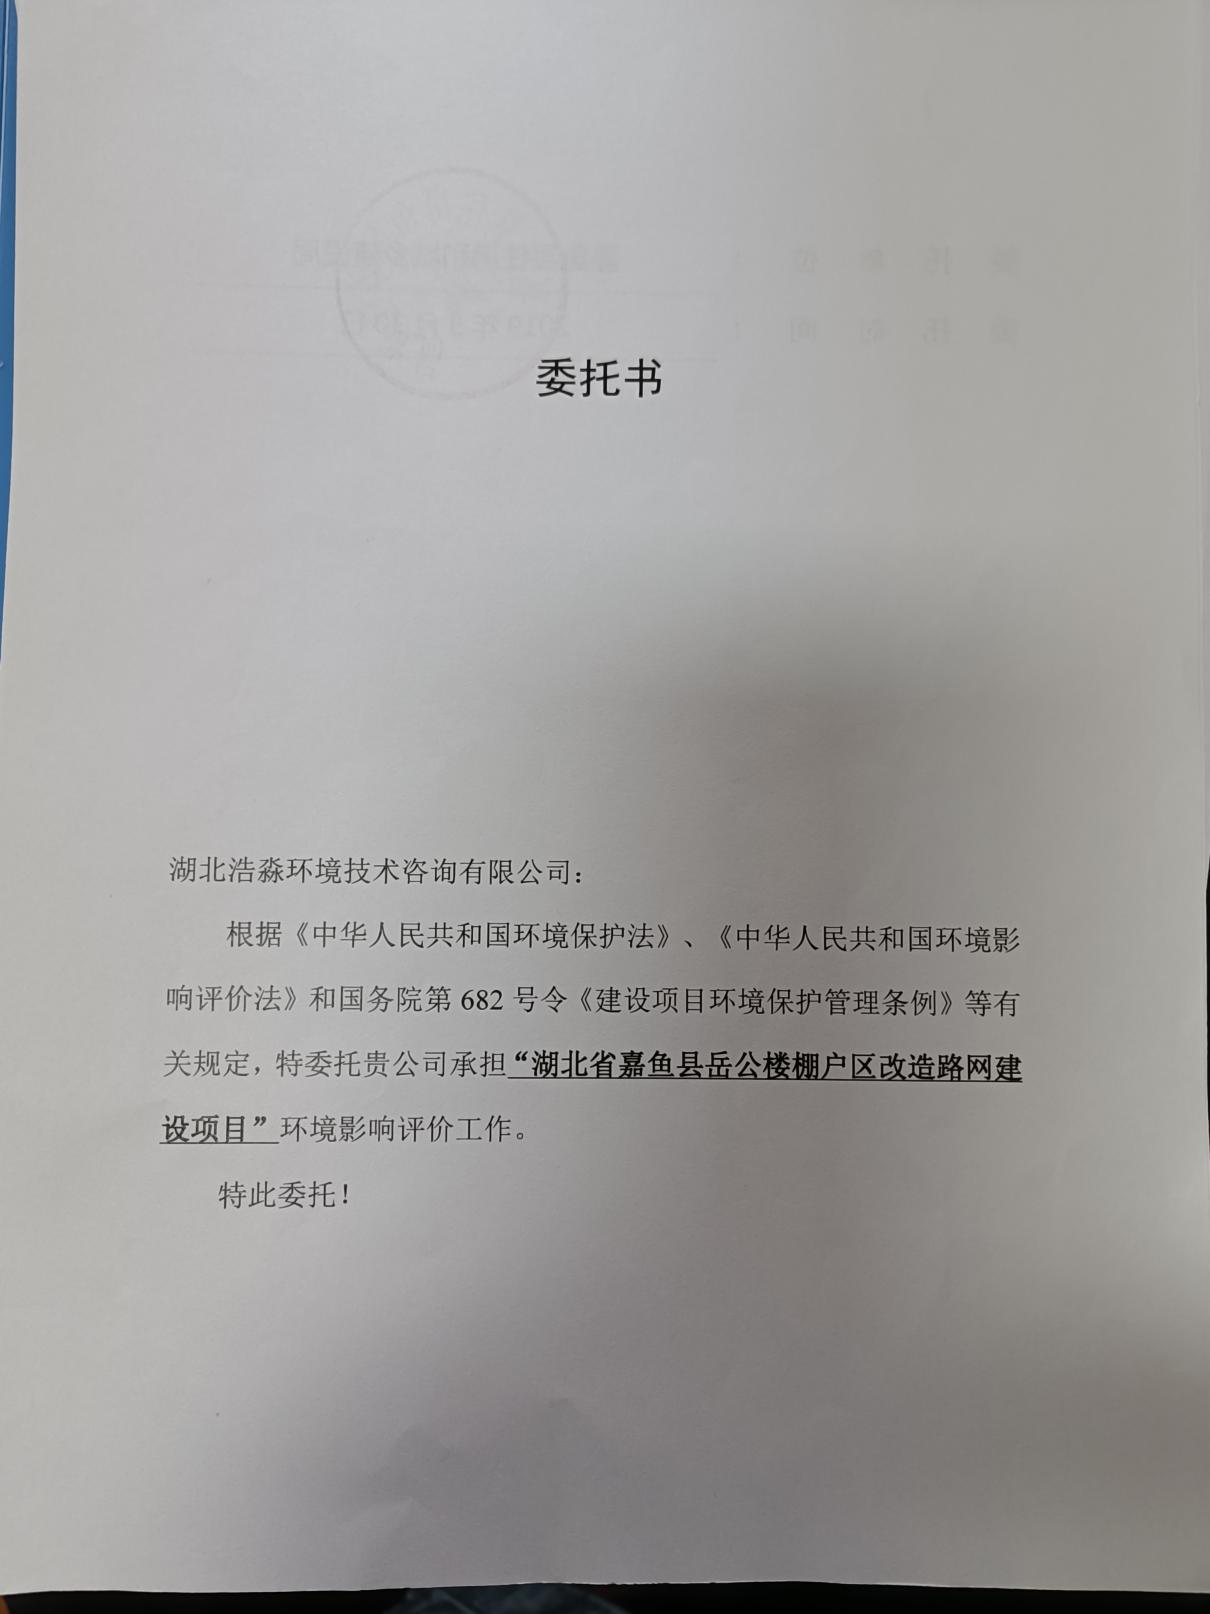 委托书
湖北浩淼环境技术咨询有限公司：
根据《中华人民共和国环境保护法》、《中华人民共和国环境影
响评价法》和国务院第 682 号令《建设项目环境保护管理条例》等有
关规定，特委托贵公司承担“湖北省嘉鱼县岳公楼棚户区改造路网建
设项目”环境影响评价工作。
特此委托！